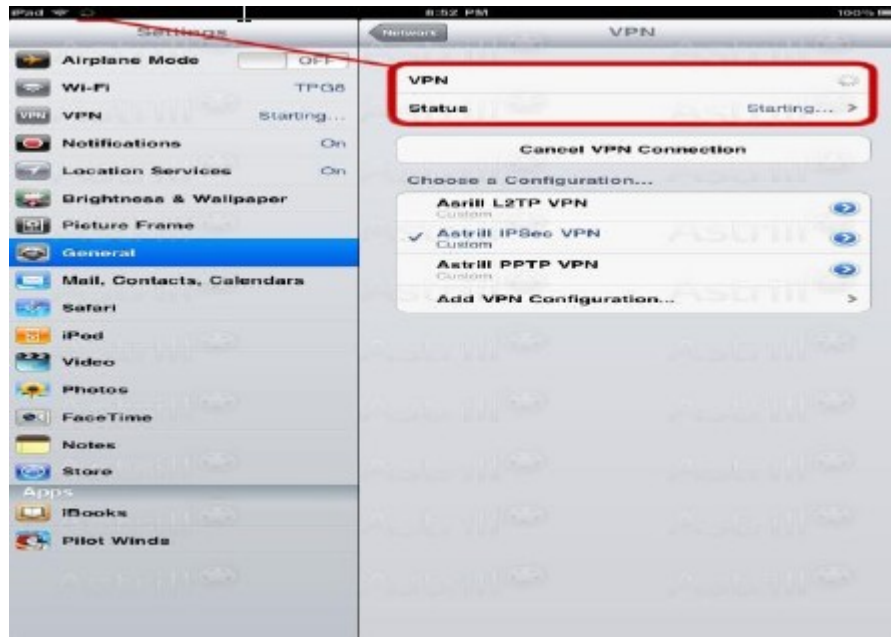 iPad 8:52 PM 100%
Settings
Airplane Mode OFF
Wi-Fi TPG8
VPN VPN Starting...
Notifications On
Location Services On
Brightness & Wallpaper
Picture Frame
General
Mail, Contacts, Calendars
Safari
iPod
Video
Photos
FaceTime
Notes
Store
Apps
iBooks
Pilot Winds
Network VPN
VPN
Status Starting...
Cancel VPN Connection
Choose a Configuration...
Asrill L2TP VPN
Custom
Astrill IPSec VPN
Custom
Astrill PPTP VPN
Custom
Add VPN Configuration...
Astrill